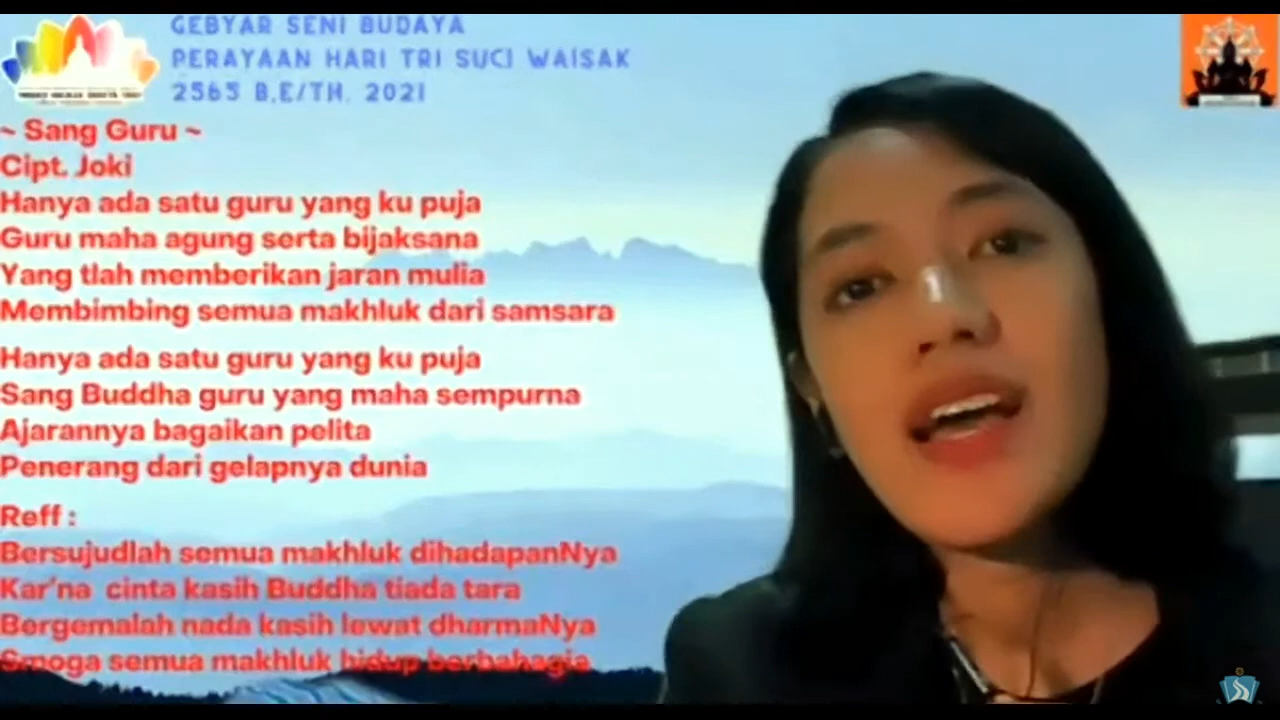 GEBYAR SENI BUDAYA
PERAYAAN HARI TRI SUCI WAISAK
2565 B.E/TH. 2021
~ Sang Guru ~
Cipt. Joki
Hanya ada satu guru yang ku puja
Guru maha agung serta bijaksana
Yang tlah memberikan jaran mulia
Membimbing semua makhluk dari samsara
Hanya ada satu guru yang ku puja
Sang Buddha guru yang maha sempurna
Ajarannya bagaikan pelita
Penerang dari gelapnya dunia
Reff :
Bersujudlah semua makhluk dihadapanNya
Kar'na cinta kasih Buddha tiada tara
Bergemalah nada kasih lewat dharmaNya
Smoga semua makhluk hidup berbahagia